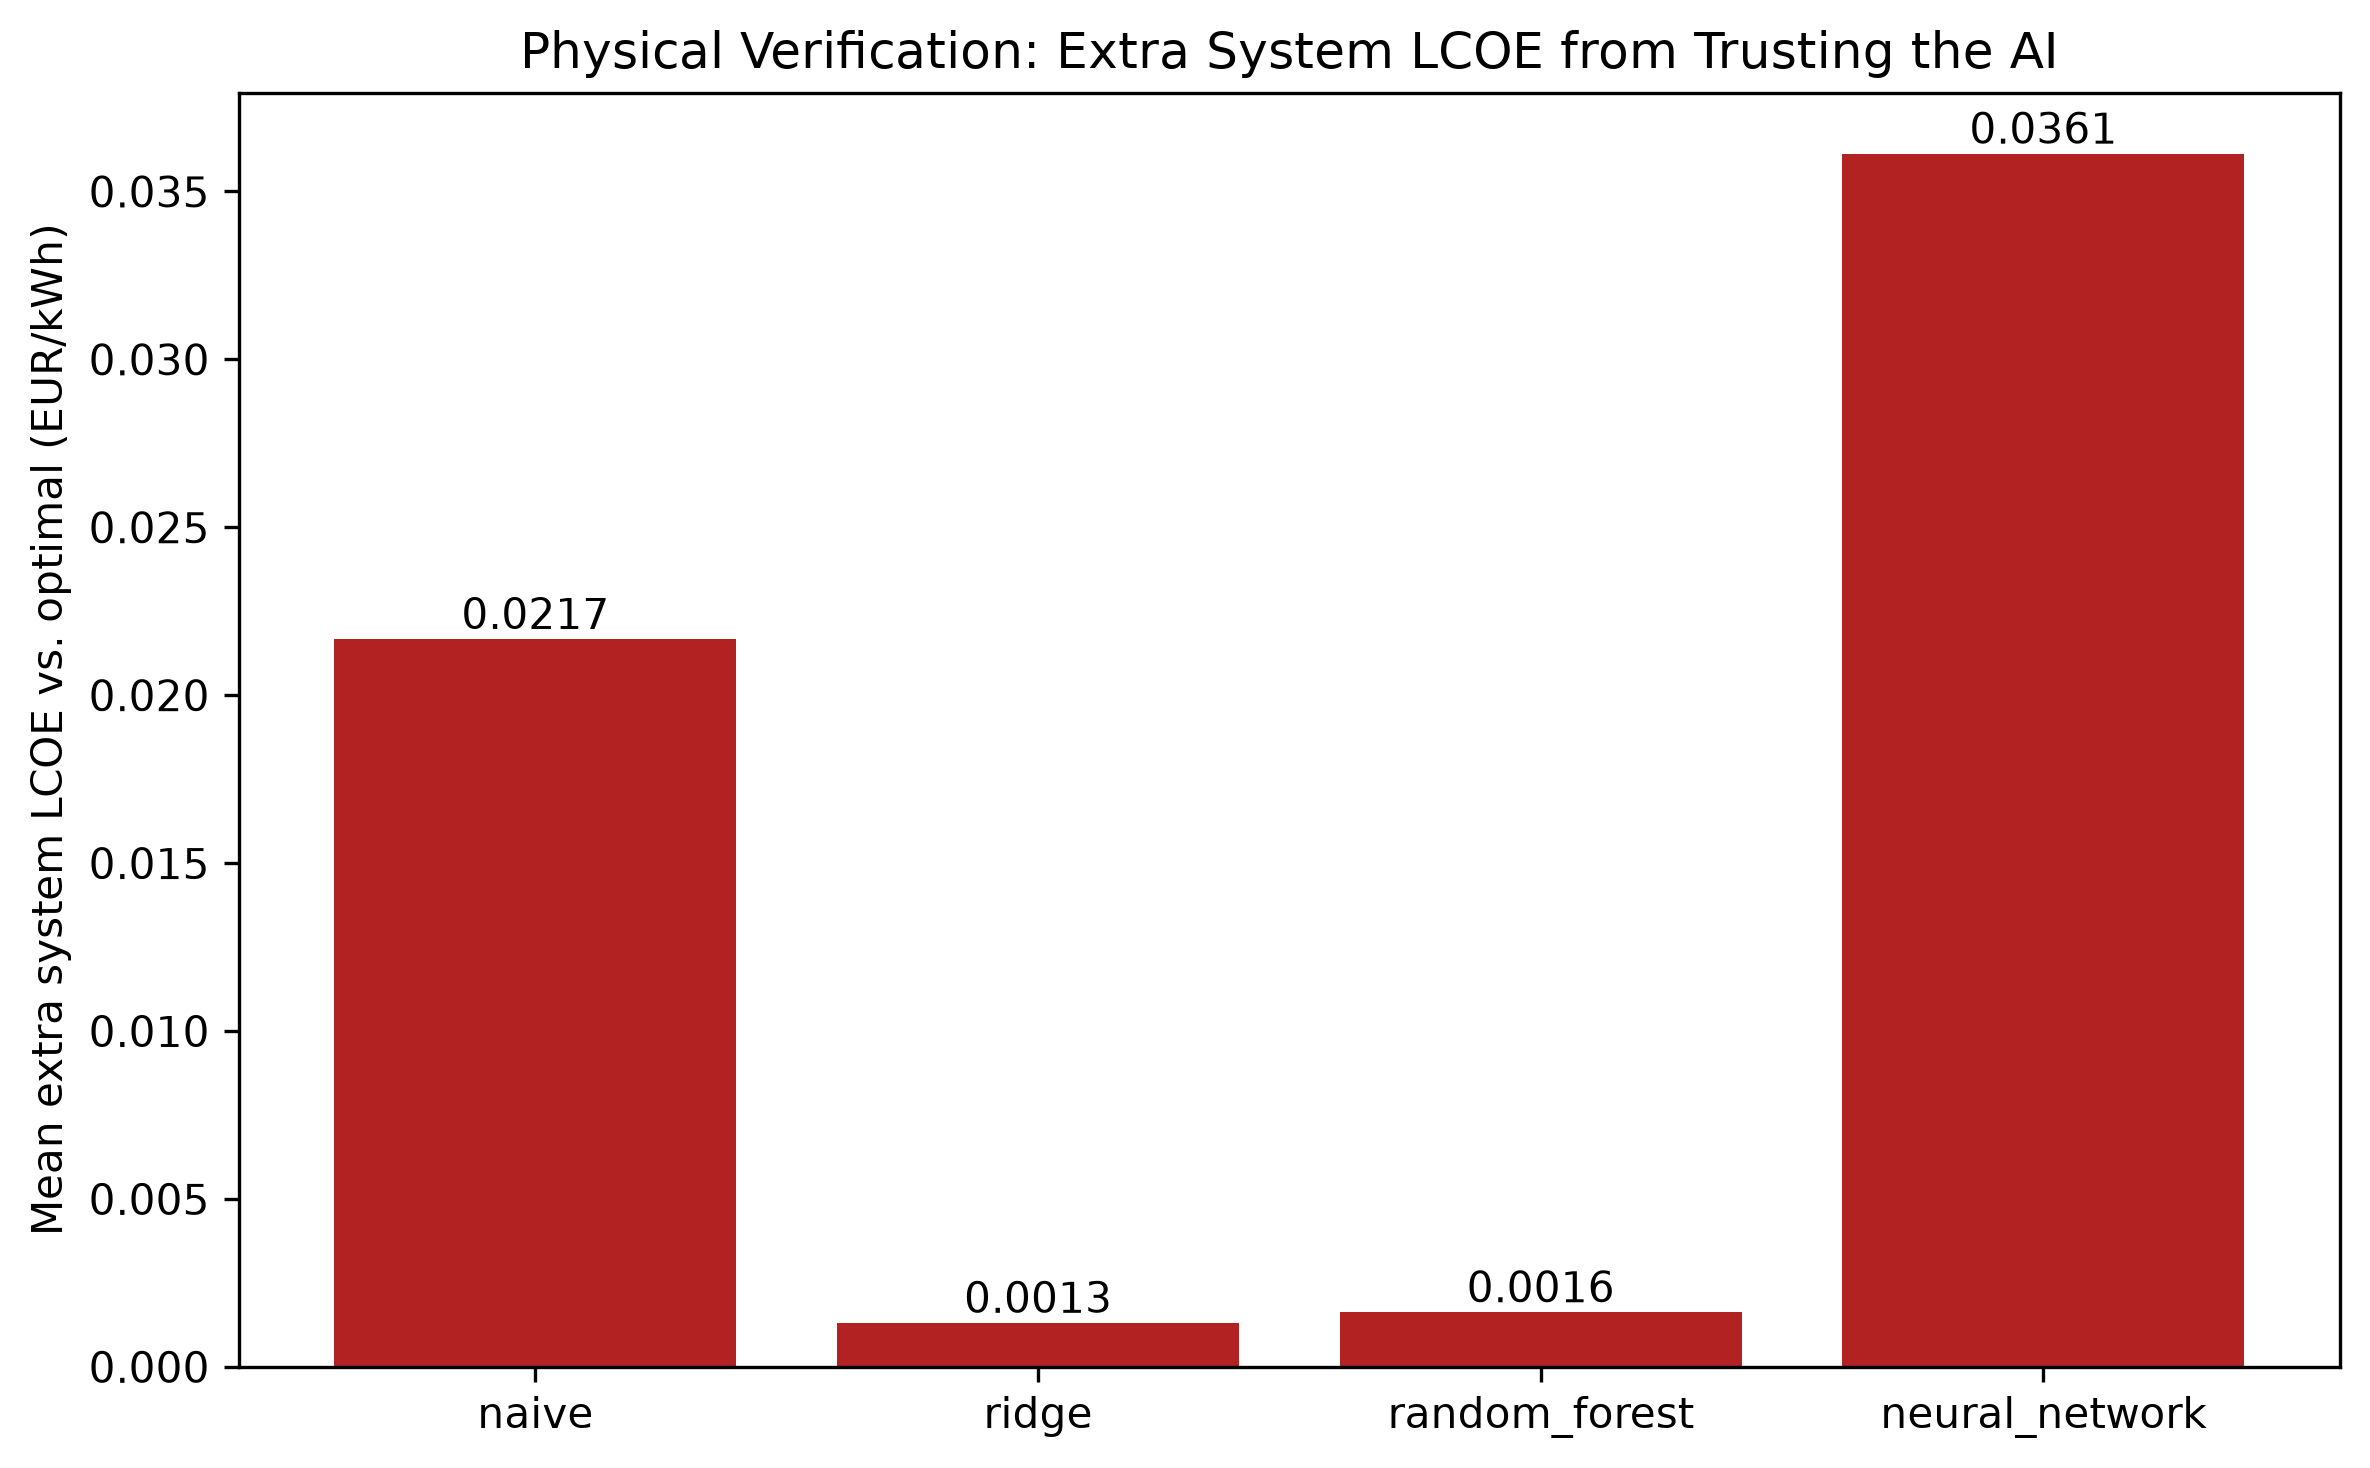 Physical Verification: Extra System LCOE from Trusting the AI
Mean extra system LCOE vs. optimal (EUR/kWh)
0.035
0.030
0.025
0.020
0.015
0.010
0.005
0.000
0.0217
0.0013
0.0016
0.0361
naive
ridge
random_forest
neural_network